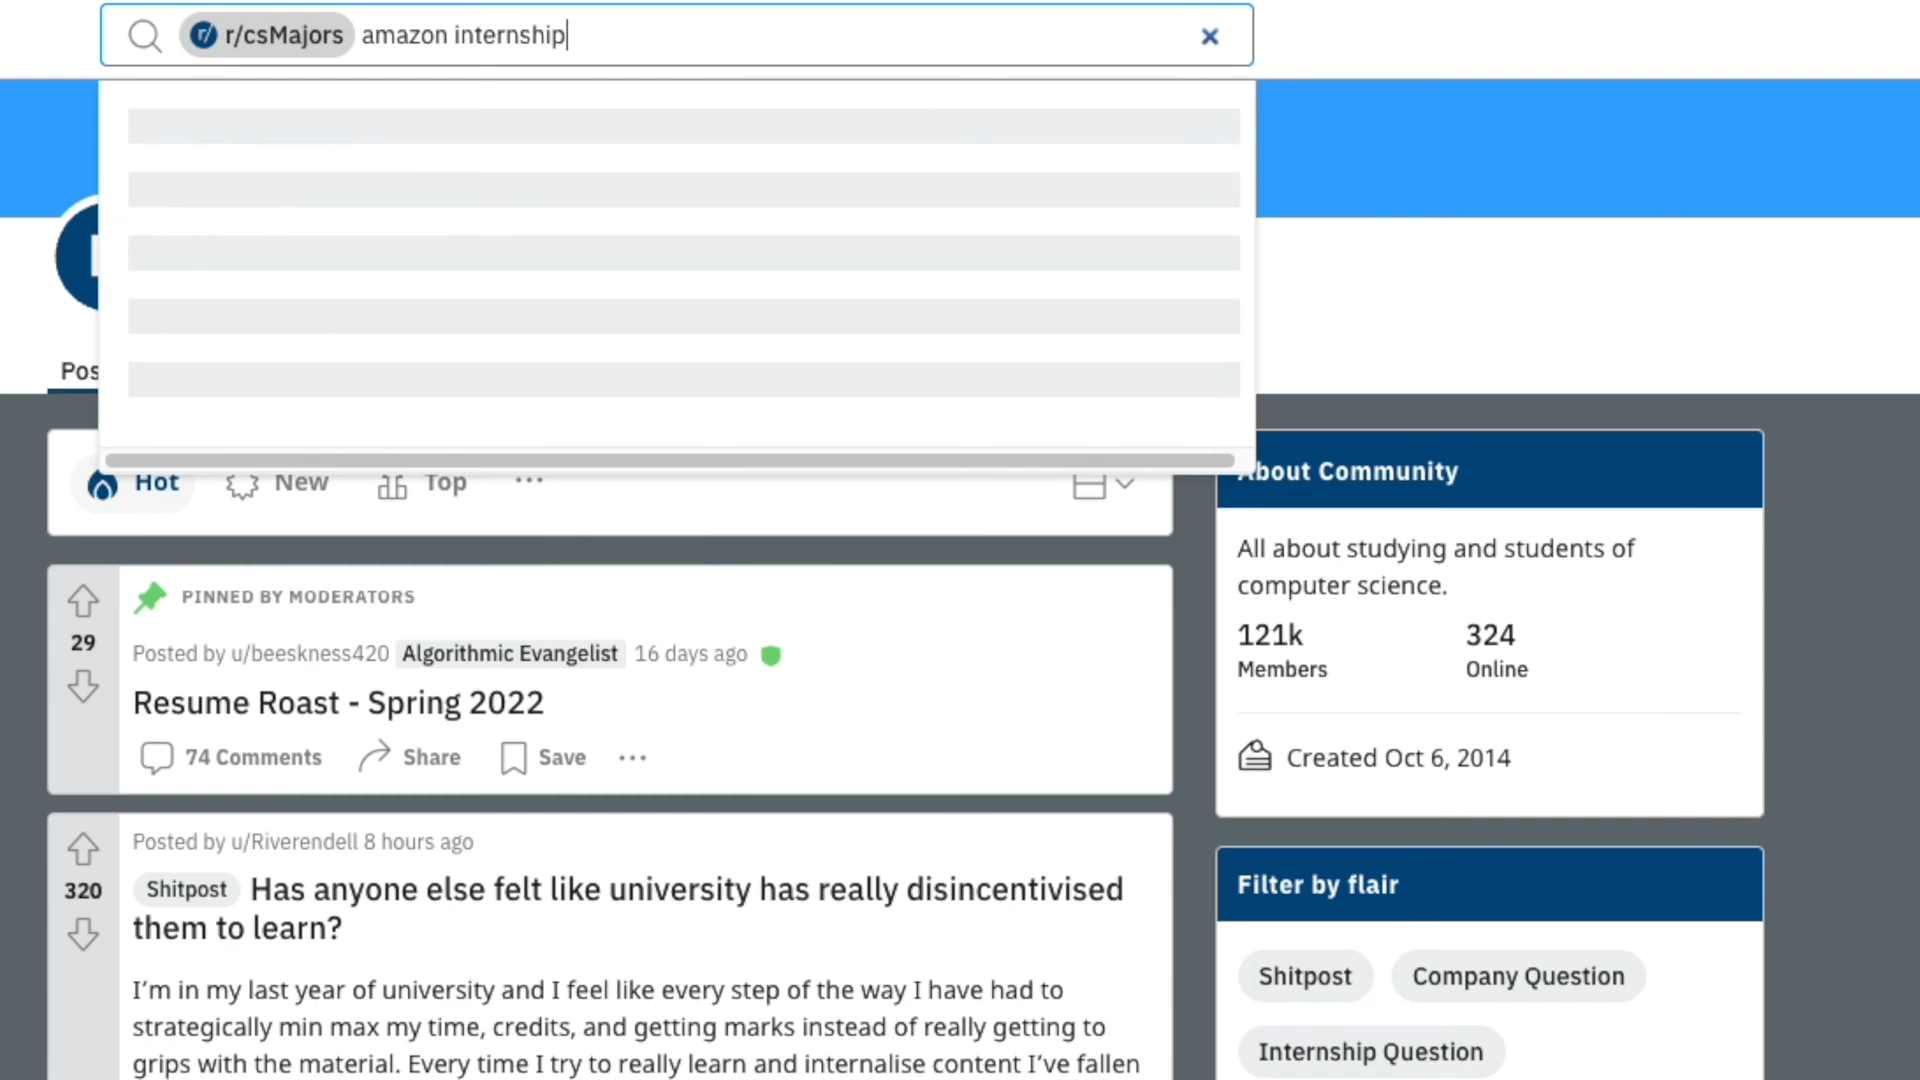 r/csMajors amazon internship
Pos
Hot New Top
PINNED BY MODERATORS
29
Posted by u/beeskness420 Algorithmic Evangelist 16 days ago
Resume Roast - Spring 2022
74 Comments Share Save
Posted by u/Riverendell 8 hours ago
320
Shitpost Has anyone else felt like university has really disincentivised
them to learn?
I'm in my last year of university and I feel like every step of the way I have had to
strategically min max my time, credits, and getting marks instead of really getting to
grips with the material. Every time I try to really learn and internalise content I've fallen
About Community
All about studying and students of
computer science.
121k 324
Members Online
Created Oct 6, 2014
Filter by flair
Shitpost Company Question
Internship Question